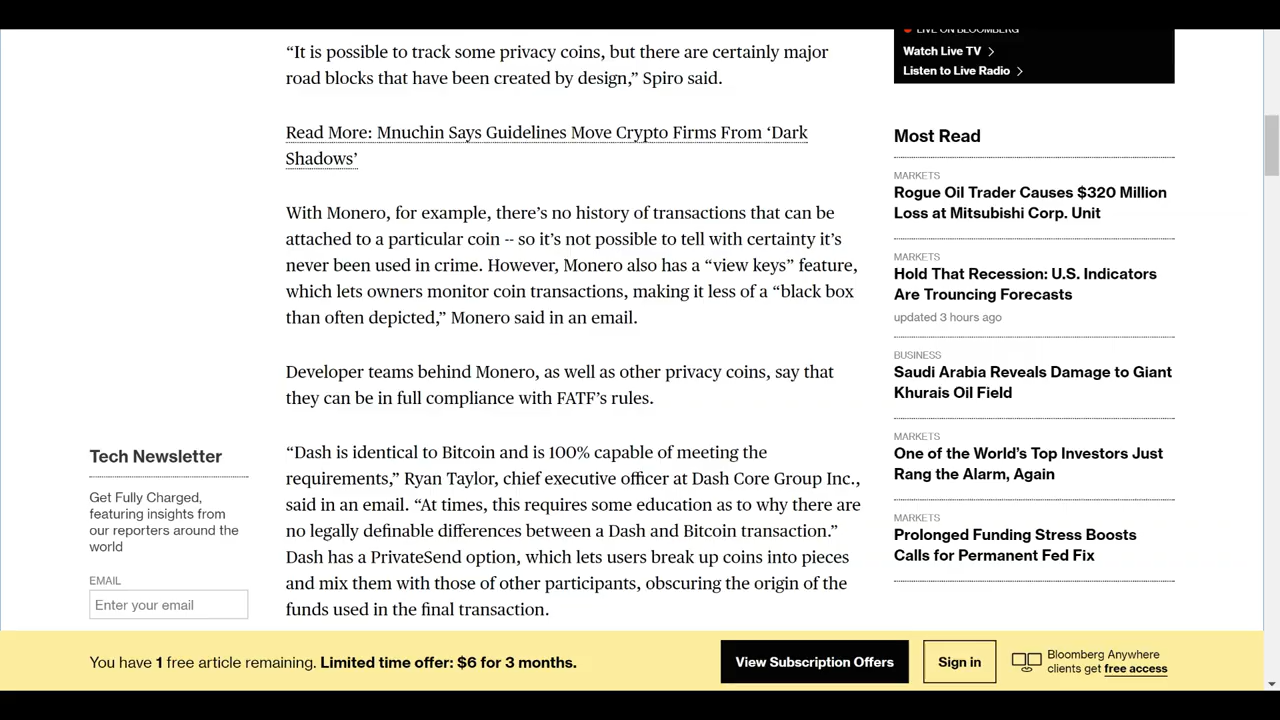 “It is possible to track some privacy coins, but there are certainly major
road blocks that have been created by design,” Spiro said.
Read More: Mnuchin Says Guidelines Move Crypto Firms From ‘Dark
Shadows’
With Monero, for example, there’s no history of transactions that can be
attached to a particular coin -- so it’s not possible to tell with certainty it’s
never been used in crime. However, Monero also has a “view keys” feature,
which lets owners monitor coin transactions, making it less of a “black box
than often depicted,” Monero said in an email.
Developer teams behind Monero, as well as other privacy coins, say that
they can be in full compliance with FATF’s rules.
“Dash is identical to Bitcoin and is 100% capable of meeting the
requirements,” Ryan Taylor, chief executive officer at Dash Core Group Inc.,
said in an email. “At times, this requires some education as to why there are
no legally definable differences between a Dash and Bitcoin transaction.”
Dash has a PrivateSend option, which lets users break up coins into pieces
and mix them with those of other participants, obscuring the origin of the
funds used in the final transaction.
Tech Newsletter
Get Fully Charged,
featuring insights from
our reporters around the
world
EMAIL
Enter your email
LIVE ON BLOOMBERG
Watch Live TV
Listen to Live Radio
Most Read
MARKETS
Rogue Oil Trader Causes $320 Million
Loss at Mitsubishi Corp. Unit
MARKETS
Hold That Recession: U.S. Indicators
Are Trouncing Forecasts
updated 3 hours ago
BUSINESS
Saudi Arabia Reveals Damage to Giant
Khurais Oil Field
MARKETS
One of the World’s Top Investors Just
Rang the Alarm, Again
MARKETS
Prolonged Funding Stress Boosts
Calls for Permanent Fed Fix
You have 1 free article remaining. Limited time offer: $6 for 3 months.
View Subscription Offers
Sign in
Bloomberg Anywhere
clients get free access